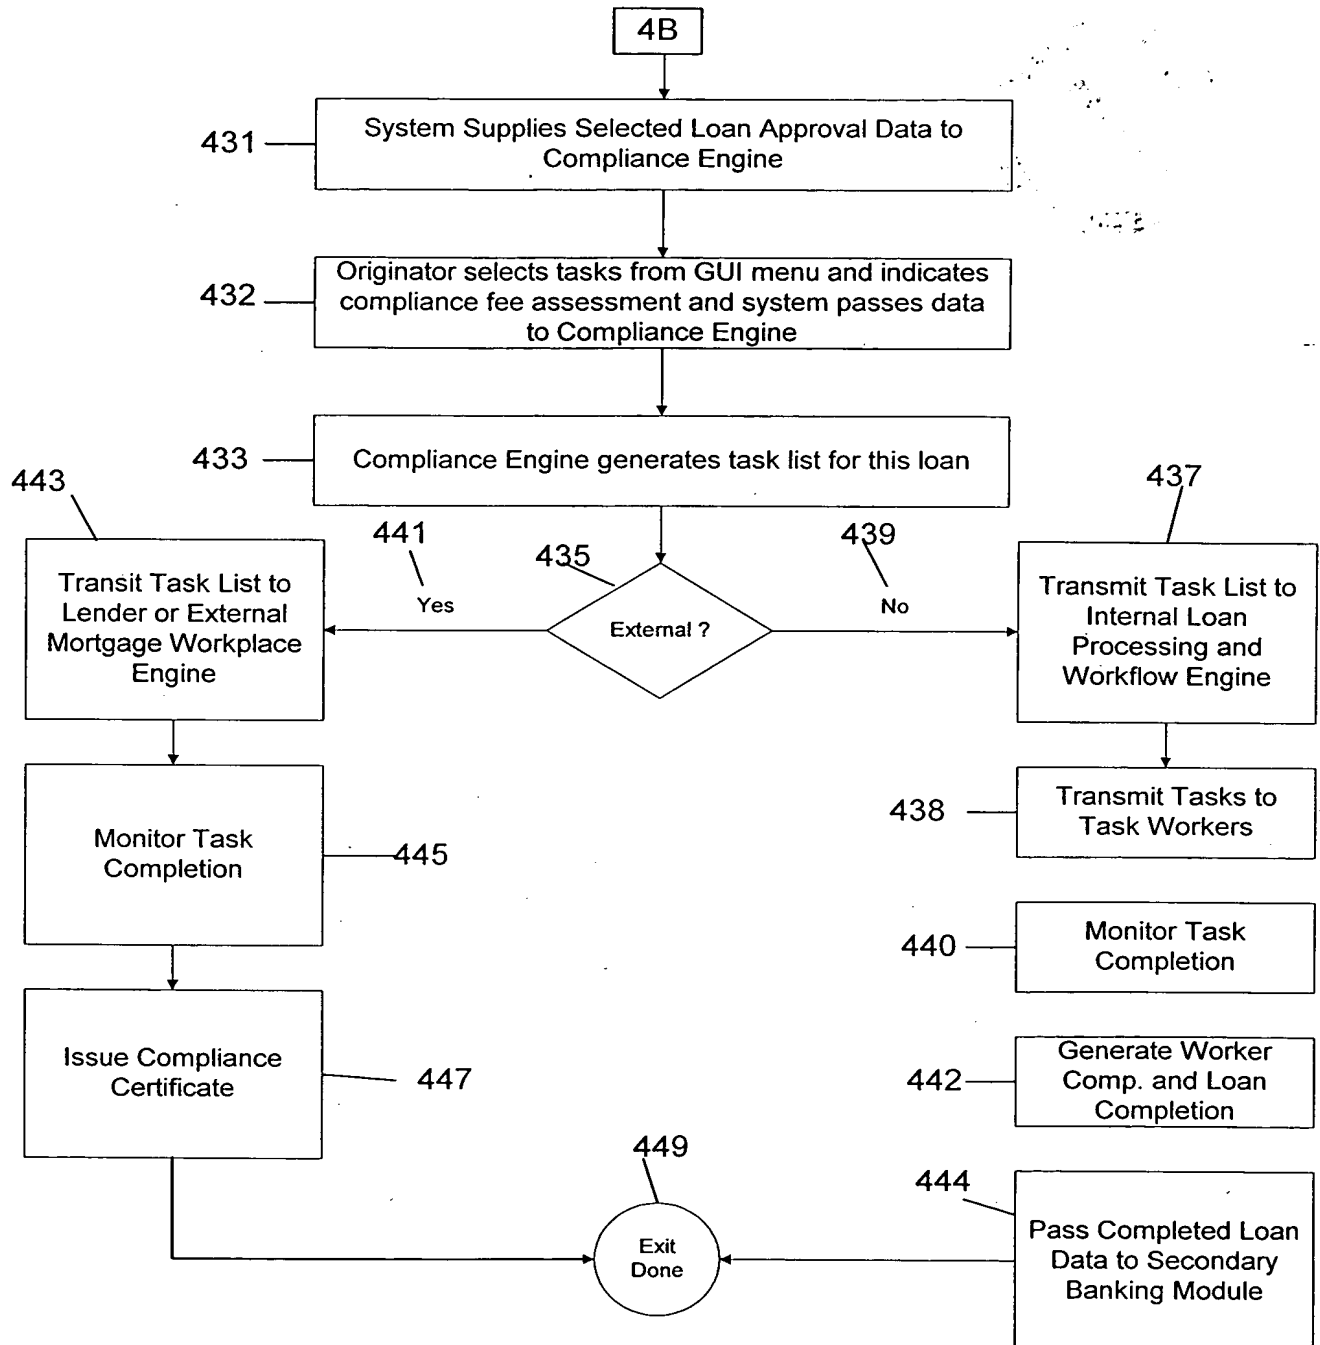 4B
431
System Supplies Selected Loan Approval Data to
Compliance Engine
432
Originator selects tasks from GUI menu and indicates
compliance fee assessment and system passes data
to Compliance Engine
433
Compliance Engine generates task list for this loan
443
441
435
439
437
Transit Task List to
Lender or External
Mortgage Workplace
Engine
Yes
External ?
No
Transmit Task List to
Internal Loan
Processing and
Workflow Engine
438
Transmit Tasks to
Task Workers
Monitor Task
Completion
445
440
Monitor Task
Completion
Issue Compliance
Certificate
447
442
Generate Worker
Comp. and Loan
Completion
449
444
Exit
Done
Pass Completed Loan
Data to Secondary
Banking Module